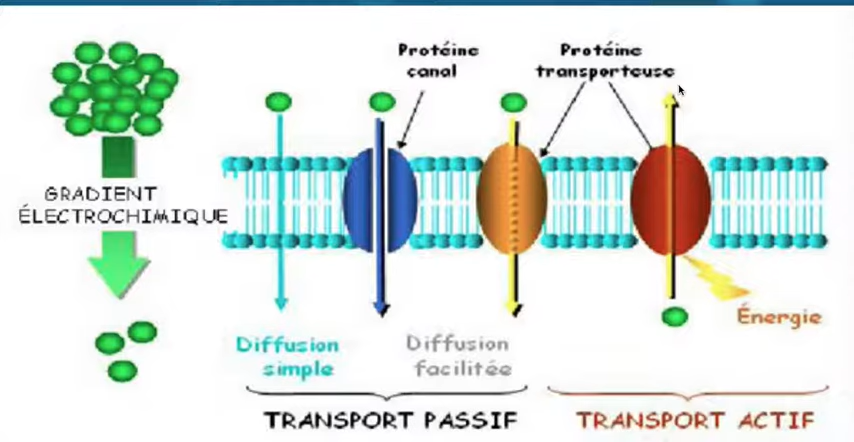 Protéine
canal
Protéine
transporteuse
GRADIENT
ÉLECTROCHIMIQUE
Énergie
Diffusion
simple
Diffusion
facilitée
TRANSPORT PASSIF
TRANSPORT ACTIF